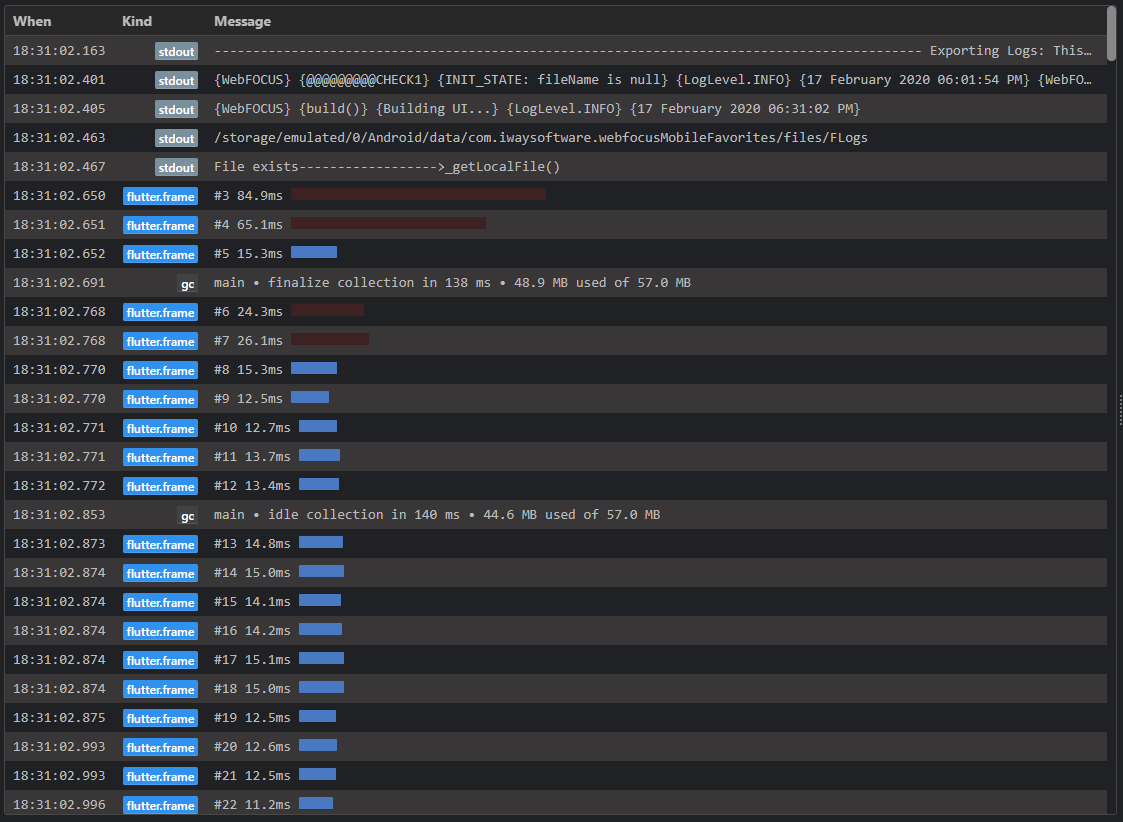 When Kind Message
18:31:02.163 stdout -------------------------------------------------------------------------------------------- Exporting Logs: This…
18:31:02.401 stdout {WebFOCUS} {@@@@@@@@@CHECK1} {INIT_STATE: fileName is null} {LogLevel.INFO} {17 February 2020 06:01:54 PM} {WebFO…
18:31:02.405 stdout {WebFOCUS} {build()} {Building UI...} {LogLevel.INFO} {17 February 2020 06:31:02 PM}
18:31:02.463 stdout /storage/emulated/0/Android/data/com.iwaysoftware.webfocusMobileFavorites/files/FLogs
18:31:02.467 stdout File exists------------------>_getLocalFile()
18:31:02.650 flutter.frame #3 84.9ms
18:31:02.651 flutter.frame #4 65.1ms
18:31:02.652 flutter.frame #5 15.3ms
18:31:02.691 gc main • finalize collection in 138 ms • 48.9 MB used of 57.0 MB
18:31:02.768 flutter.frame #6 24.3ms
18:31:02.768 flutter.frame #7 26.1ms
18:31:02.770 flutter.frame #8 15.3ms
18:31:02.770 flutter.frame #9 12.5ms
18:31:02.771 flutter.frame #10 12.7ms
18:31:02.771 flutter.frame #11 13.7ms
18:31:02.772 flutter.frame #12 13.4ms
18:31:02.853 gc main • idle collection in 140 ms • 44.6 MB used of 57.0 MB
18:31:02.873 flutter.frame #13 14.8ms
18:31:02.874 flutter.frame #14 15.0ms
18:31:02.874 flutter.frame #15 14.1ms
18:31:02.874 flutter.frame #16 14.2ms
18:31:02.874 flutter.frame #17 15.1ms
18:31:02.874 flutter.frame #18 15.0ms
18:31:02.875 flutter.frame #19 12.5ms
18:31:02.993 flutter.frame #20 12.6ms
18:31:02.993 flutter.frame #21 12.5ms
18:31:02.996 flutter.frame #22 11.2ms